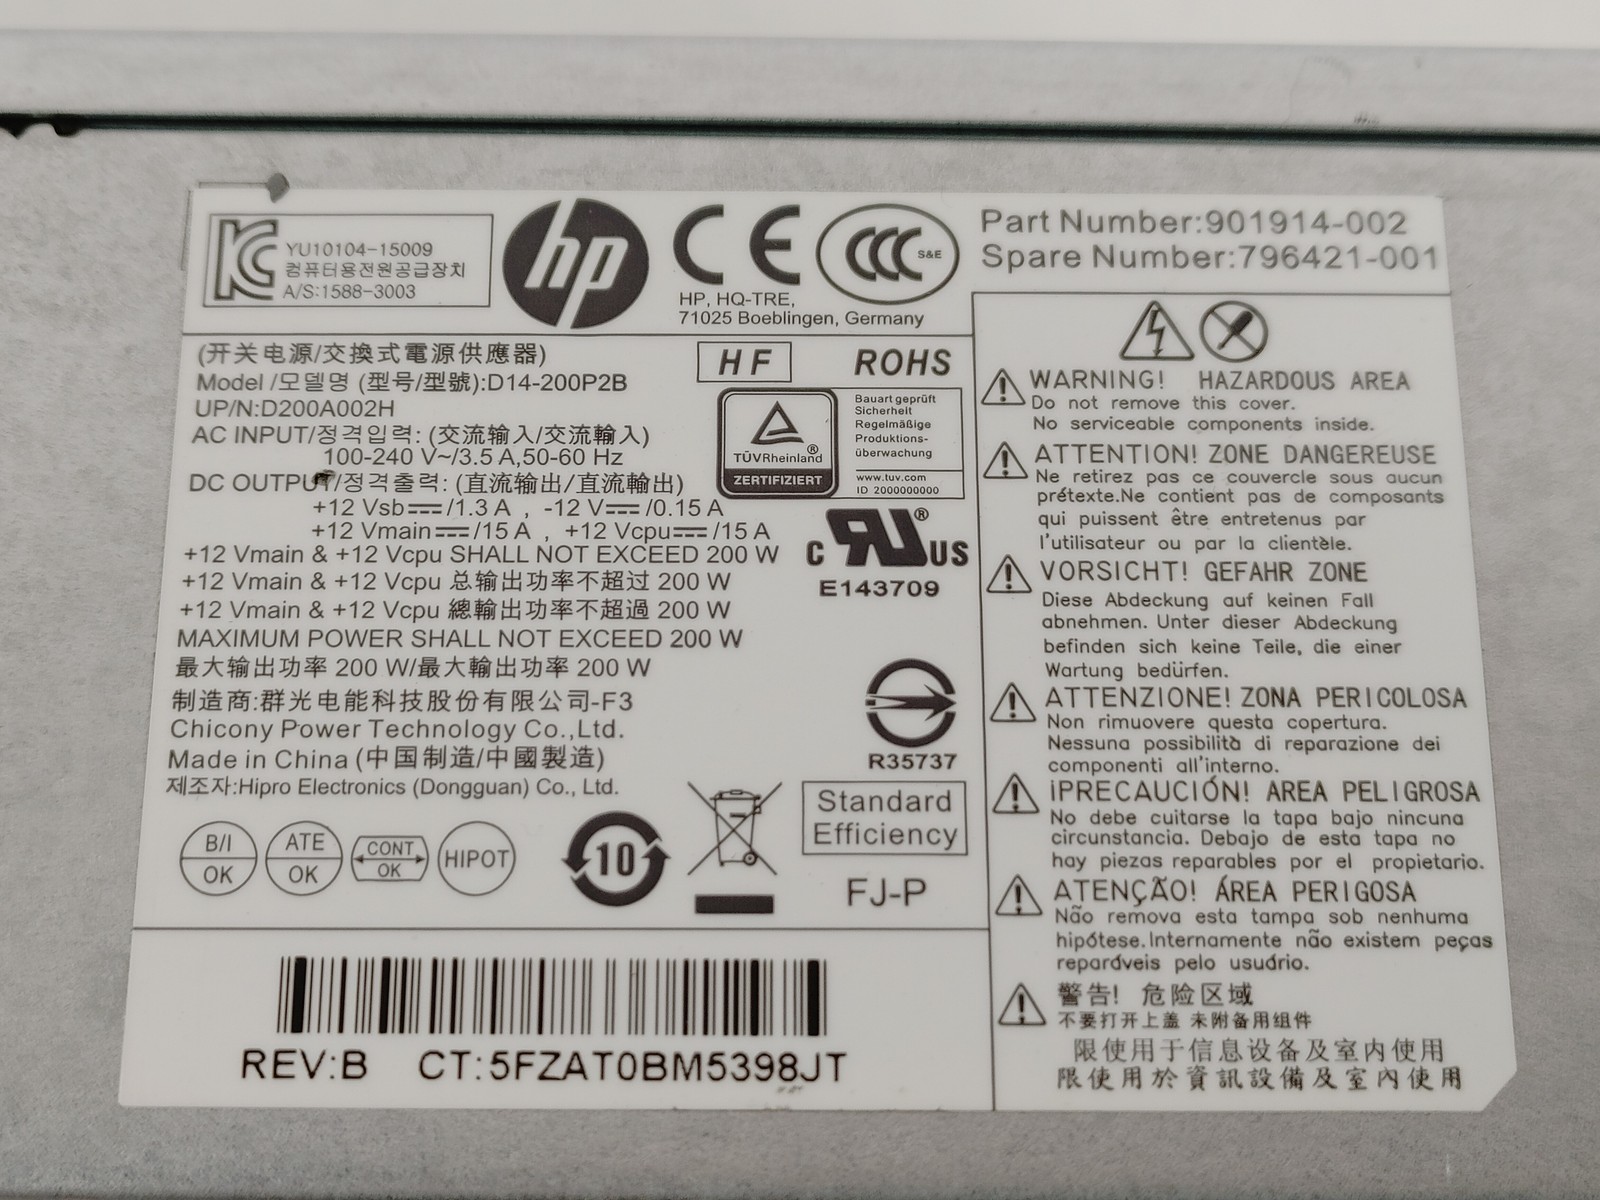 YU10104-15009
컴퓨터용전원공급장치
A/S:1588-3003
hp
CE
CCC S&E
HP, HQ-TRE,
71025 Boeblingen, Germany
Part Number:901914-002
Spare Number:796421-001
(开关电源/交換式電源供應器)
Model /모델명 (型号/型號):D14-200P2B
UP/N:D200A002H
AC INPUT/정격입력: (交流输入/交流輸入)
100-240 V~/3.5 A,50-60 Hz
DC OUTPUT/정격출력: (直流输出/直流輸出)
+12 Vsb⎓/1.3 A , -12 V⎓/0.15 A
+12 Vmain⎓/15 A , +12 Vcpu⎓/15 A
+12 Vmain & +12 Vcpu SHALL NOT EXCEED 200 W
+12 Vmain & +12 Vcpu 总输出功率不超过 200 W
+12 Vmain & +12 Vcpu 總輸出功率不超過 200 W
MAXIMUM POWER SHALL NOT EXCEED 200 W
最大输出功率 200 W/最大輸出功率 200 W
制造商:群光电能科技股份有限公司-F3
Chicony Power Technology Co.,Ltd.
Made in China (中国制造/中國製造)
제조자:Hipro Electronics (Dongguan) Co., Ltd.
B/I
OK
ATE
OK
CONT
OK
HIPOT
10
HF
ROHS
TÜVRheinland®
ZERTIFIZIERT
Bauart geprüft
Sicherheit
Regelmäßige
Produktions-
überwachung
www.tuv.com
ID 2000000000
C RU® US
E143709
R35737
Standard
Efficiency
FJ-P
REV:B CT:5FZAT0BM5398JT
WARNING! HAZARDOUS AREA
Do not remove this cover.
No serviceable components inside.
ATTENTION! ZONE DANGEREUSE
Ne retirez pas ce couvercle sous aucun
prétexte.Ne contient pas de composants
qui puissent être entretenus par
l'utilisateur ou par la clientèle.
VORSICHT! GEFAHR ZONE
Diese Abdeckung auf keinen Fall
abnehmen. Unter dieser Abdeckung
befinden sich keine Teile, die einer
Wartung bedürfen.
ATTENZIONE! ZONA PERICOLOSA
Non rimuovere questa copertura.
Nessuna possibilità di reparazione dei
componenti all'interno.
¡PRECAUCIÓN! AREA PELIGROSA
No debe cuitarse la tapa bajo nincuna
circunstancia. Debajo de esta tapa no
hay piezas reparables por el propietario.
ATENÇÃO! ÁREA PERIGOSA
Não remova esta tampa sob nenhuma
hipótese.Internamente não existem peças
reparáveis pelo usuário.
警告! 危险区域
不要打开上盖 未附备用组件
限使用于信息设备及室内使用
限使用於資訊設備及室內使用